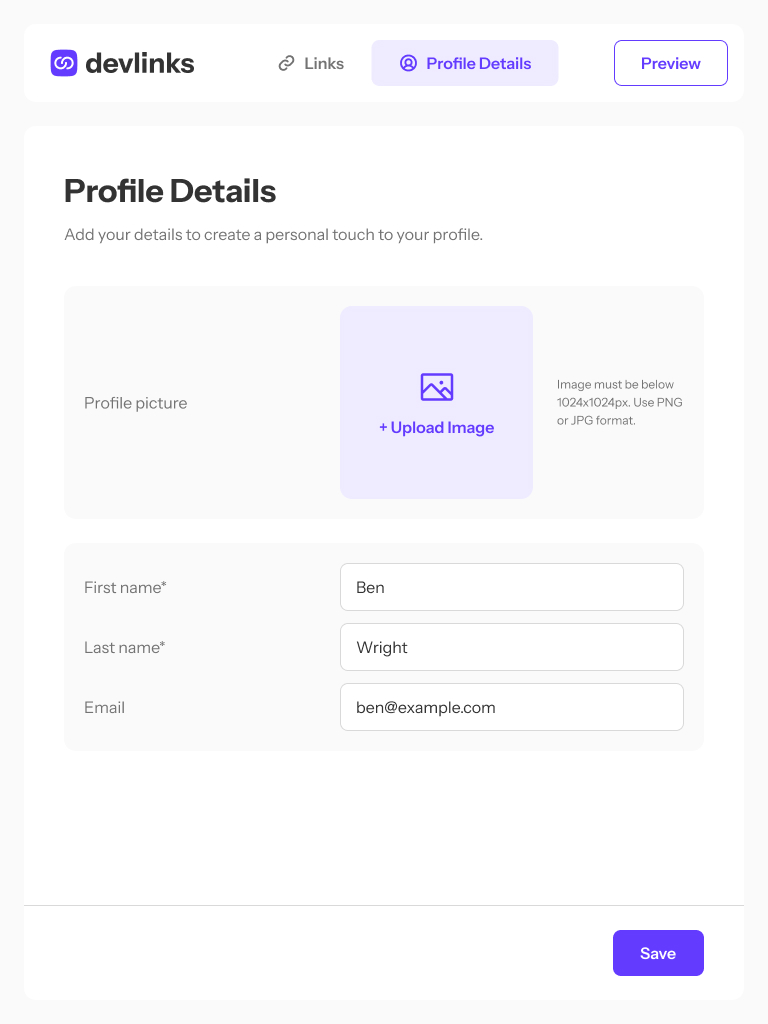 devlinks
Links
Profile Details
Preview
Profile Details
Add your details to create a personal touch to your profile.
Profile picture
+ Upload Image
Image must be below
1024x1024px. Use PNG
or JPG format.
First name*
Ben
Last name*
Wright
Email
ben@example.com
Save